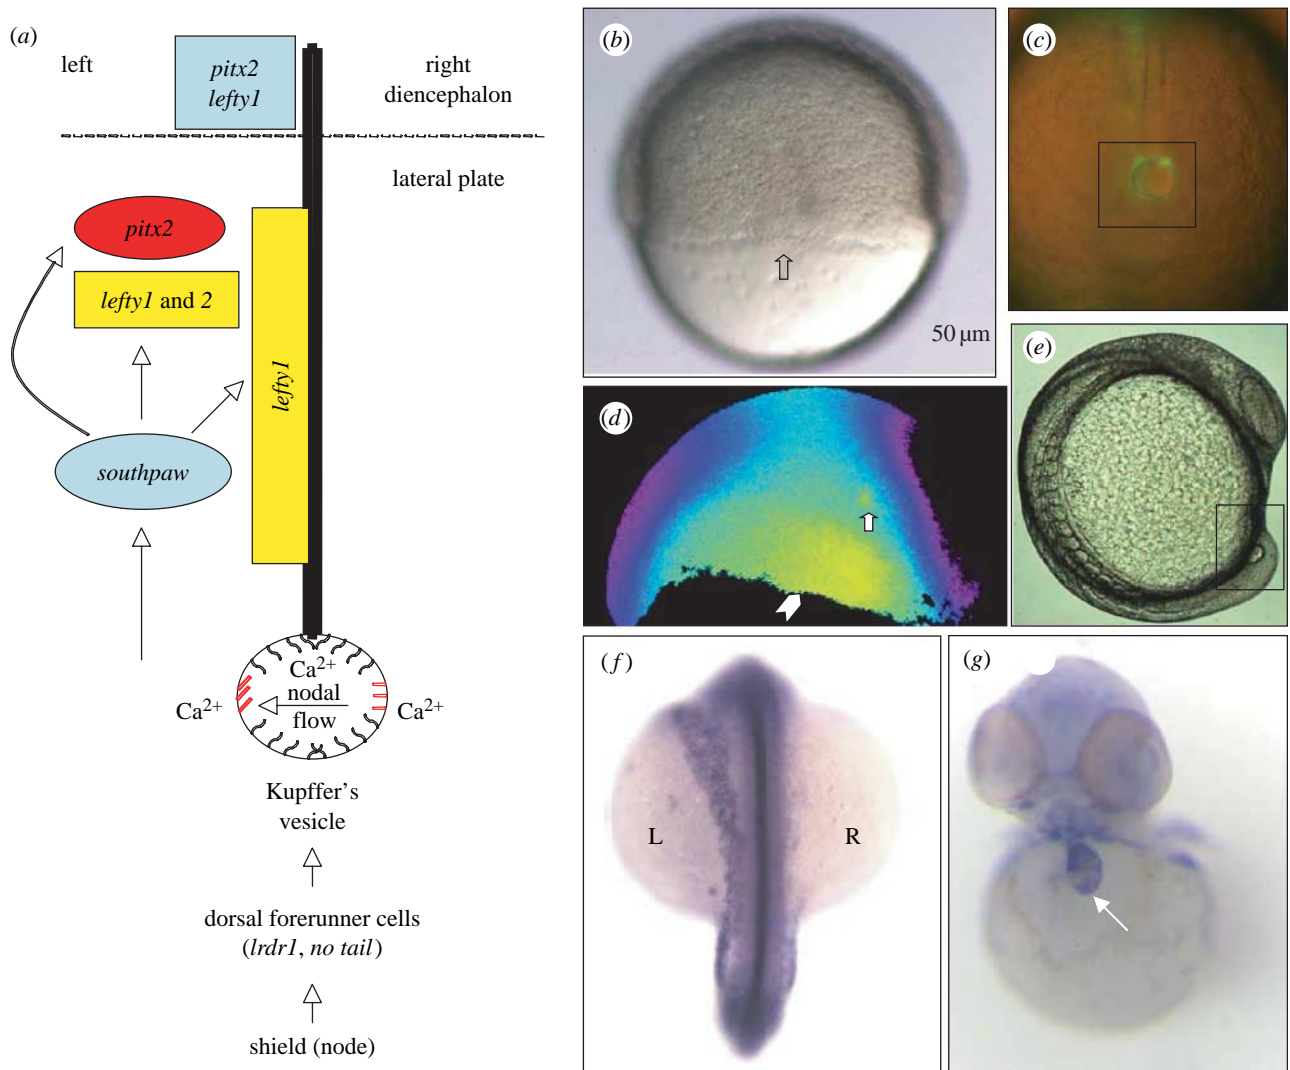 (a)
left
pitx2
lefty1
right
diencephalon
lateral plate
pitx2
lefty1 and 2
lefty1
southpaw
Ca2+
Ca2+
nodal
flow
Ca2+
Kupffer's
vesicle
dorsal forerunner cells
(lrdr1, no tail)
shield (node)
(b)
50 µm
(c)
(d)
(e)
(f)
L
R
(g)